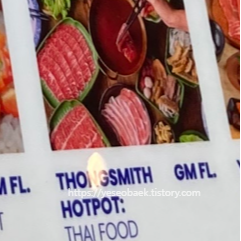 M FL.
THONGSMITH GM FL.
https://yeseobaek.tistory.com
HOTPOT:
THAI FOOD